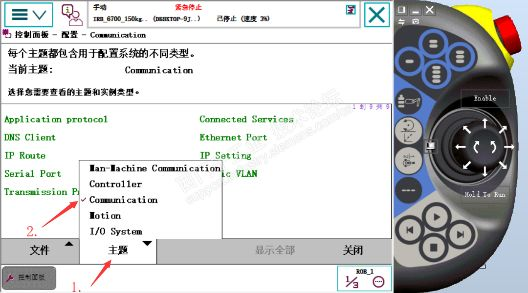 手动
紧急停止
IRB_6700_150kg.. (DESKTOP-9J..)
已停止 (速度 3%)
控制面板 - 配置 - Communication
每个主题都包含用于配置系统的不同类型。
当前主题: Communication
选择您需要查看的主题和实例类型。
1 到 9 共 9
Application protocol
Connected Services
DNS Client
Ethernet Port
IP Route
IP Setting
Serial Port
VLAN
Transmission
Man-Machine Communication
Controller
Communication
Motion
I/O System
2.
文件
主题
显示全部
关闭
1.
控制面板
ROB_1
1/3
Enable
Hold To Run